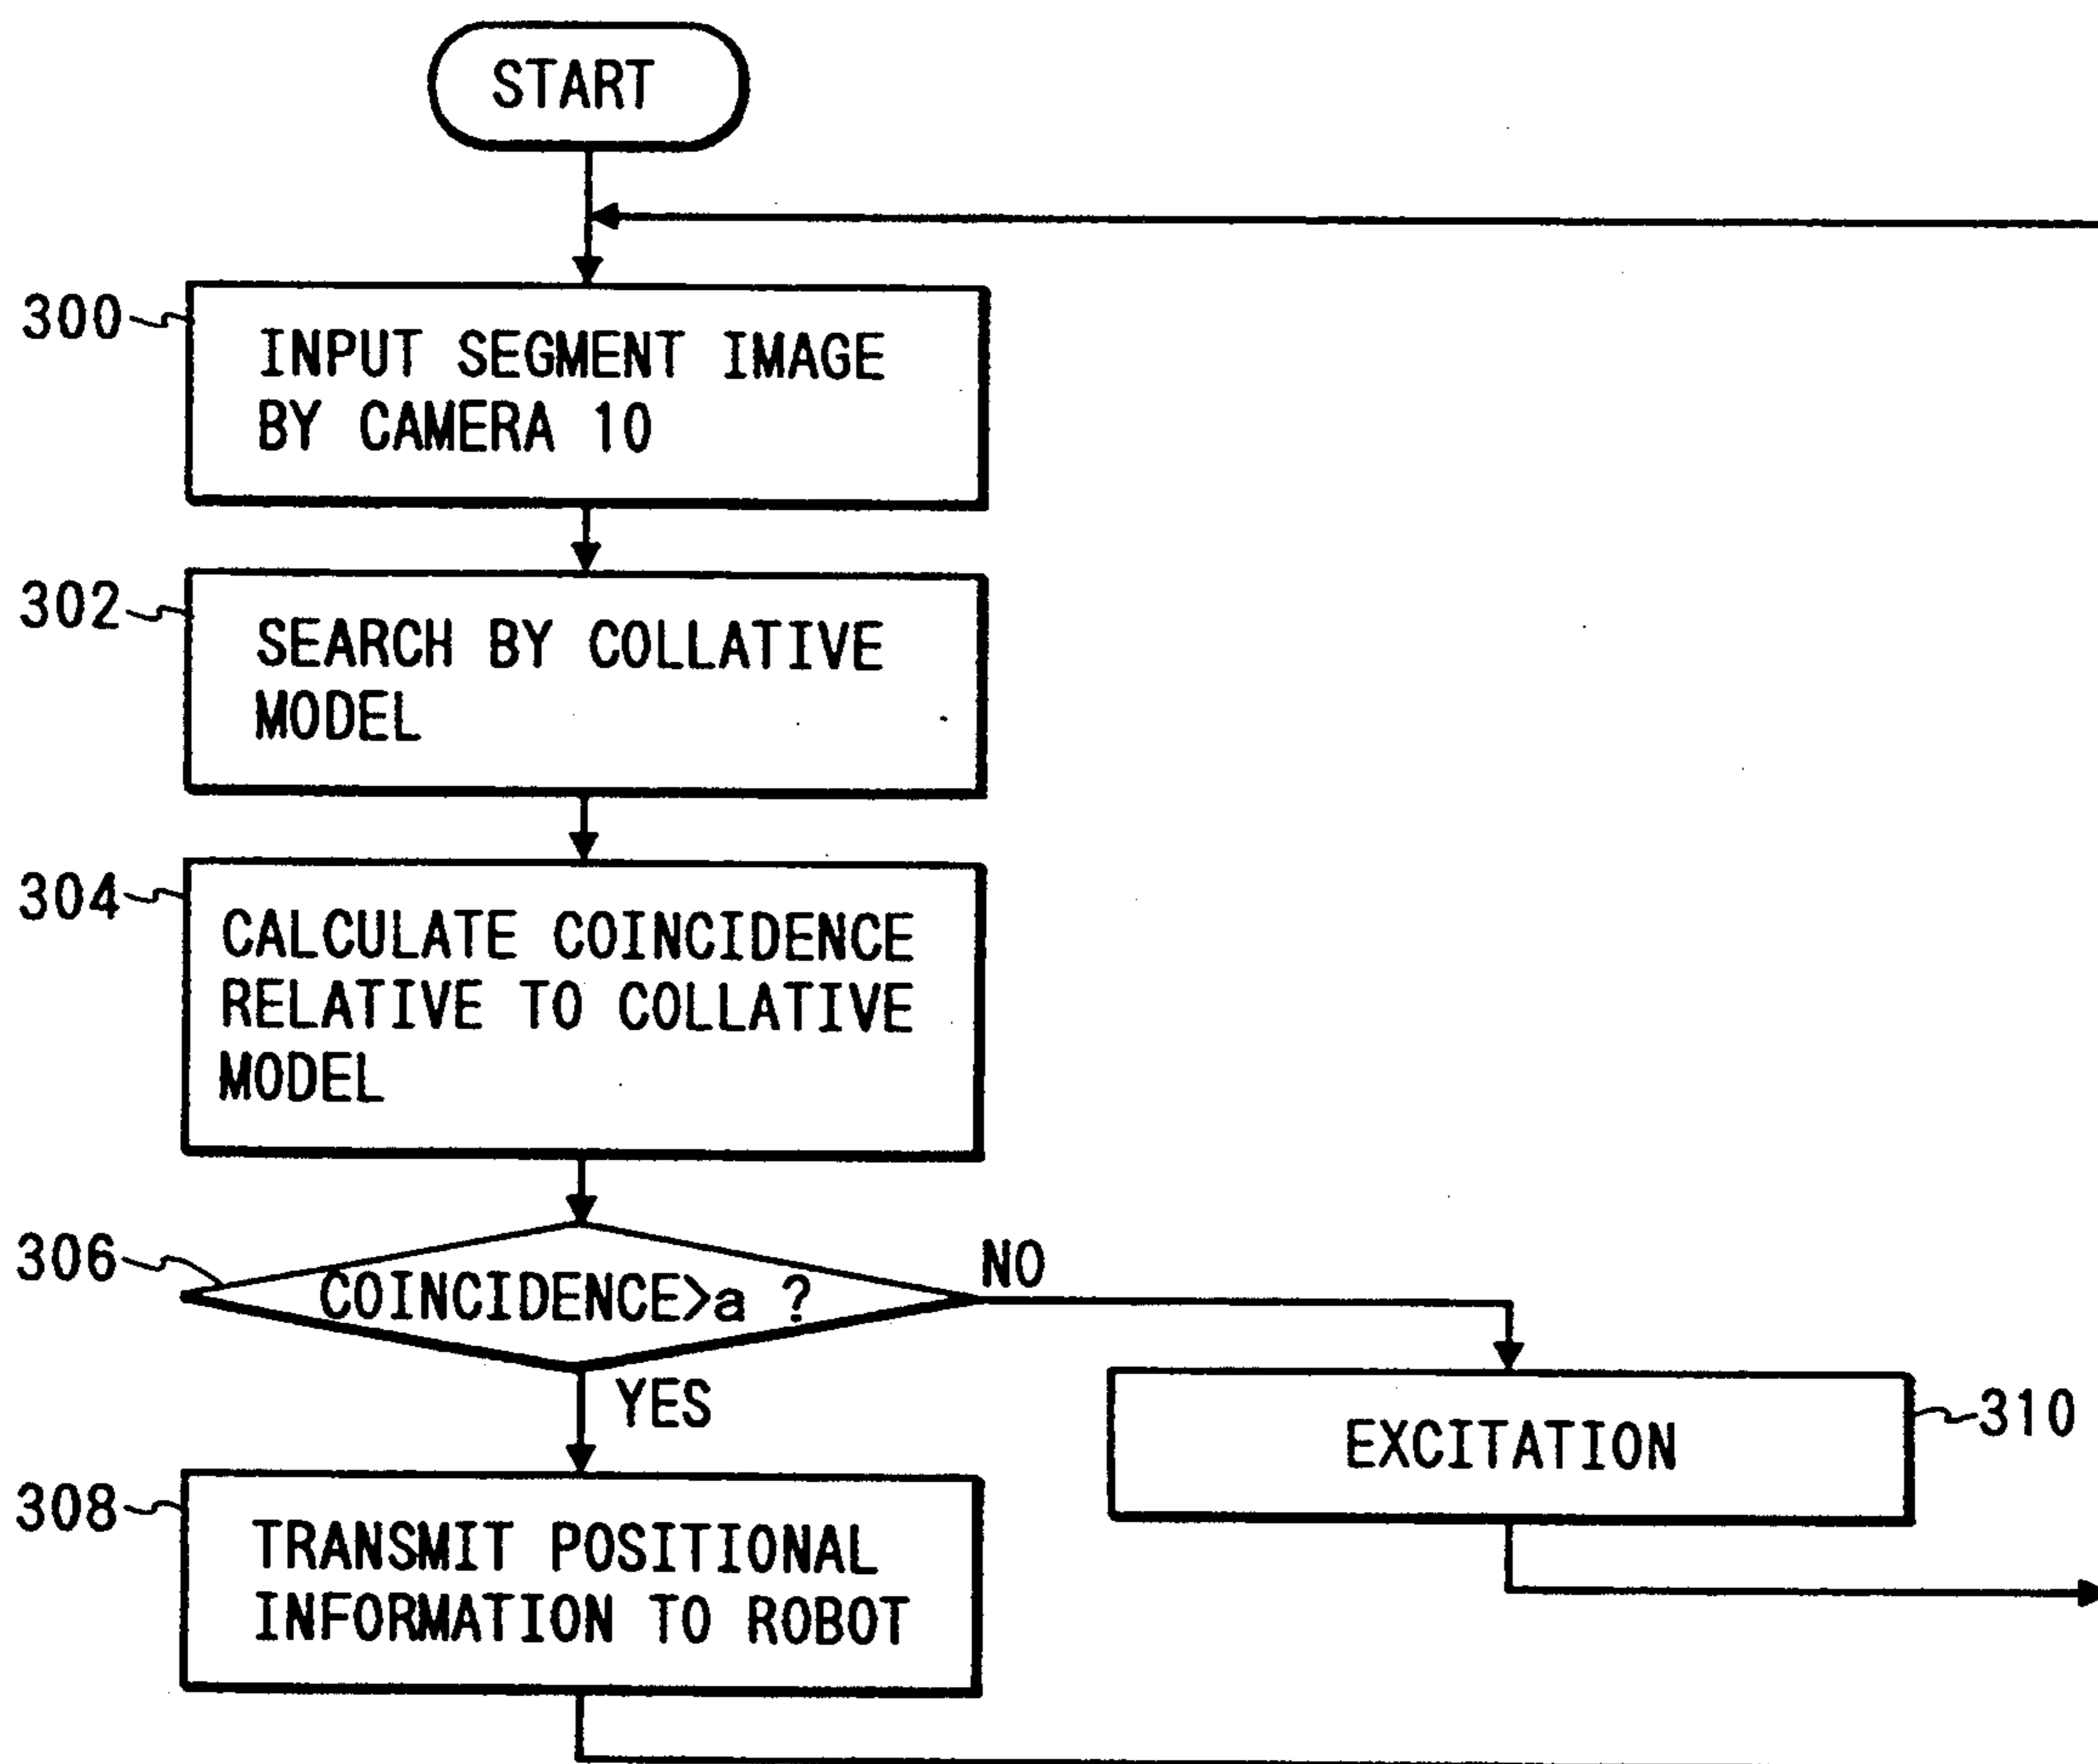 START
300
INPUT SEGMENT IMAGE
BY CAMERA 10
302
SEARCH BY COLLATIVE
MODEL
304
CALCULATE COINCIDENCE
RELATIVE TO COLLATIVE
MODEL
306
COINCIDENCE>a ?
NO
YES
EXCITATION
310
308
TRANSMIT POSITIONAL
INFORMATION TO ROBOT